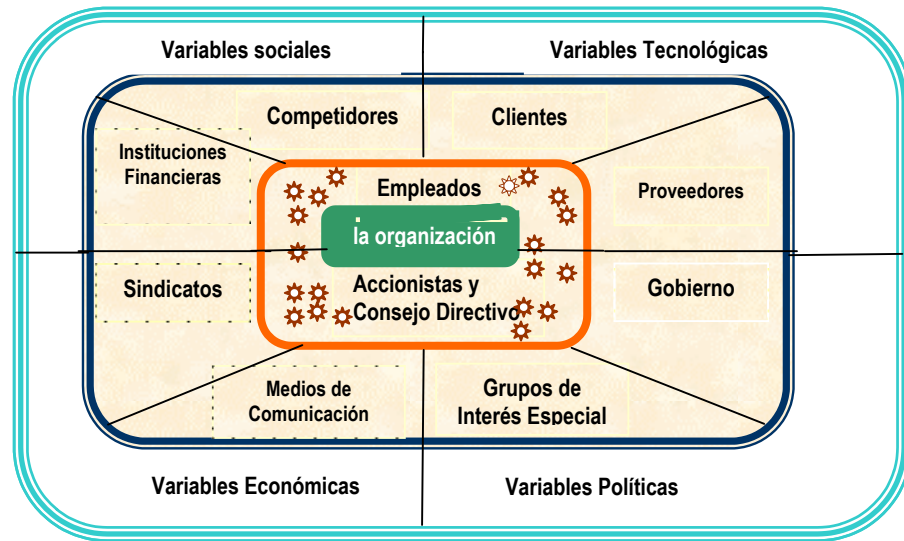 Variables sociales
Variables Tecnológicas
Competidores
Clientes
Instituciones
Financieras
Empleados
Proveedores
la organización
Sindicatos
Accionistas y
Consejo Directivo
Gobierno
Medios de
Comunicación
Grupos de
Interés Especial
Variables Económicas
Variables Políticas